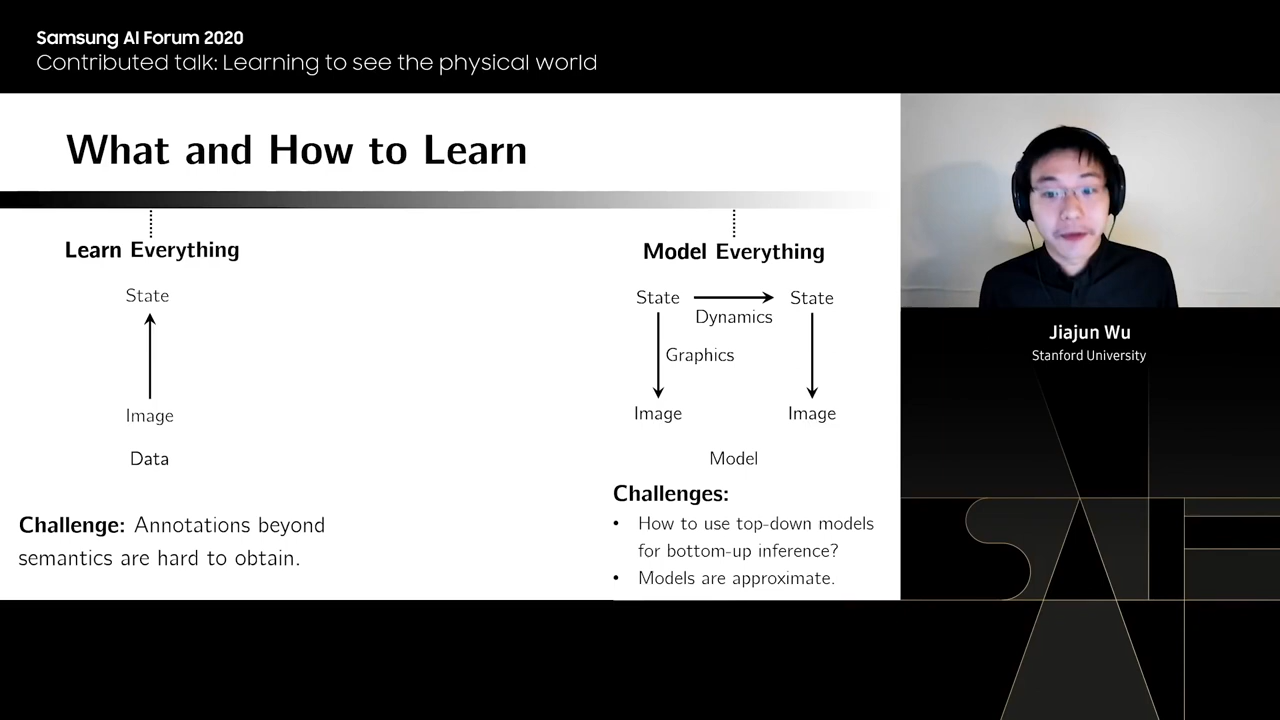 Samsung AI Forum 2020
Contributed talk: Learning to see the physical world
What and How to Learn
Learn Everything
State
Image
Data
Challenge: Annotations beyond
semantics are hard to obtain.
Model Everything
State
State
Dynamics
Graphics
Image
Image
Model
Challenges:
• How to use top-down models
for bottom-up inference?
• Models are approximate.
Jiajun Wu
Stanford University